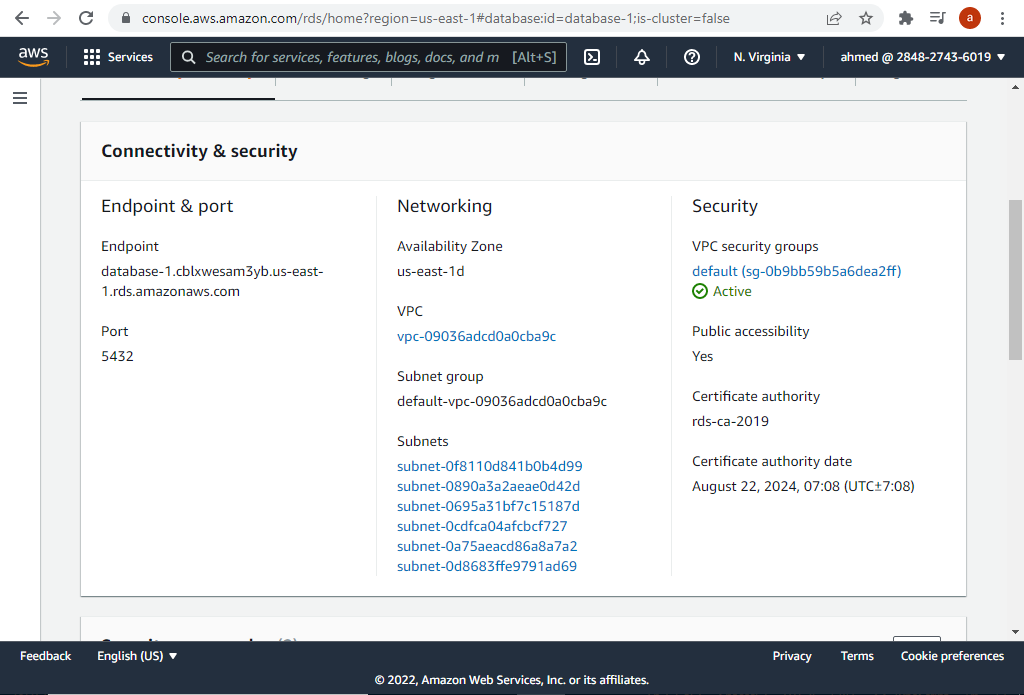 console.aws.amazon.com/rds/home?region=us-east-1#database:id=database-1;is-cluster=false
a
aws
Services
Search for services, features, blogs, docs, and m [Alt+S]
N. Virginia
ahmed @ 2848-2743-6019
Connectivity & security
Endpoint & port
Endpoint
database-1.cblxwesam3yb.us-east-
1.rds.amazonaws.com
Port
5432
Networking
Availability Zone
us-east-1d
VPC
vpc-09036adcd0a0cba9c
Subnet group
default-vpc-09036adcd0a0cba9c
Subnets
subnet-0f8110d841b0b4d99
subnet-0890a3a2aeae0d42d
subnet-0695a31bf7c15187d
subnet-0cdfca04afcbcf727
subnet-0a75aeacd86a8a7a2
subnet-0d8683ffe9791ad69
Security
VPC security groups
default (sg-0b9bb59b5a6dea2ff)
Active
Public accessibility
Yes
Certificate authority
rds-ca-2019
Certificate authority date
August 22, 2024, 07:08 (UTC±7:08)
Feedback
English (US)
Privacy
Terms
Cookie preferences
© 2022, Amazon Web Services, Inc. or its affiliates.